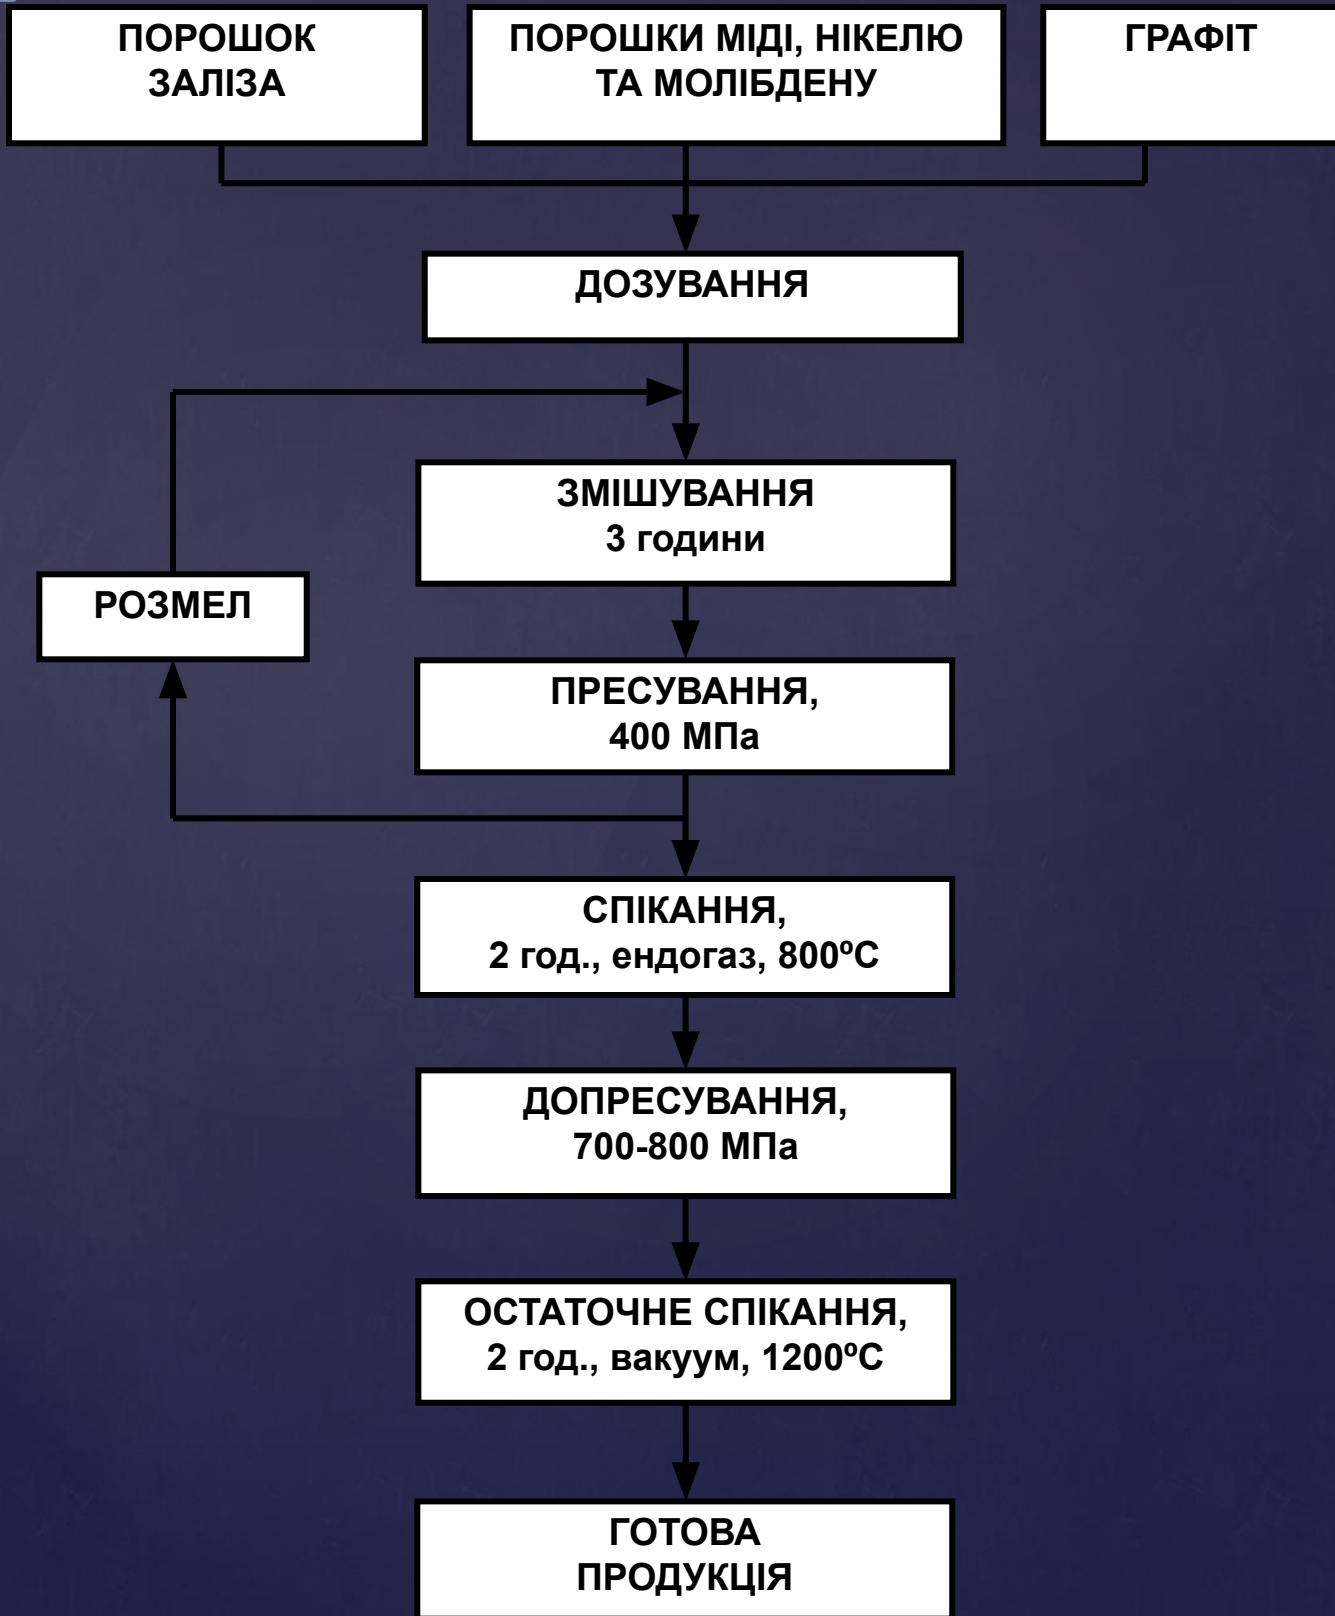 ПОРОШОК
ЗАЛІЗА
ПОРОШКИ МІДІ, НІКЕЛЮ
ТА МОЛІБДЕНУ
ГРАФІТ
ДОЗУВАННЯ
ЗМІШУВАННЯ
3 години
РОЗМЕЛ
ПРЕСУВАННЯ,
400 МПа
СПІКАННЯ,
2 год., ендогаз, 800ºС
ДОПРЕСУВАННЯ,
700-800 МПа
ОСТАТОЧНЕ СПІКАННЯ,
2 год., вакуум, 1200ºС
ГОТОВА
ПРОДУКЦІЯ